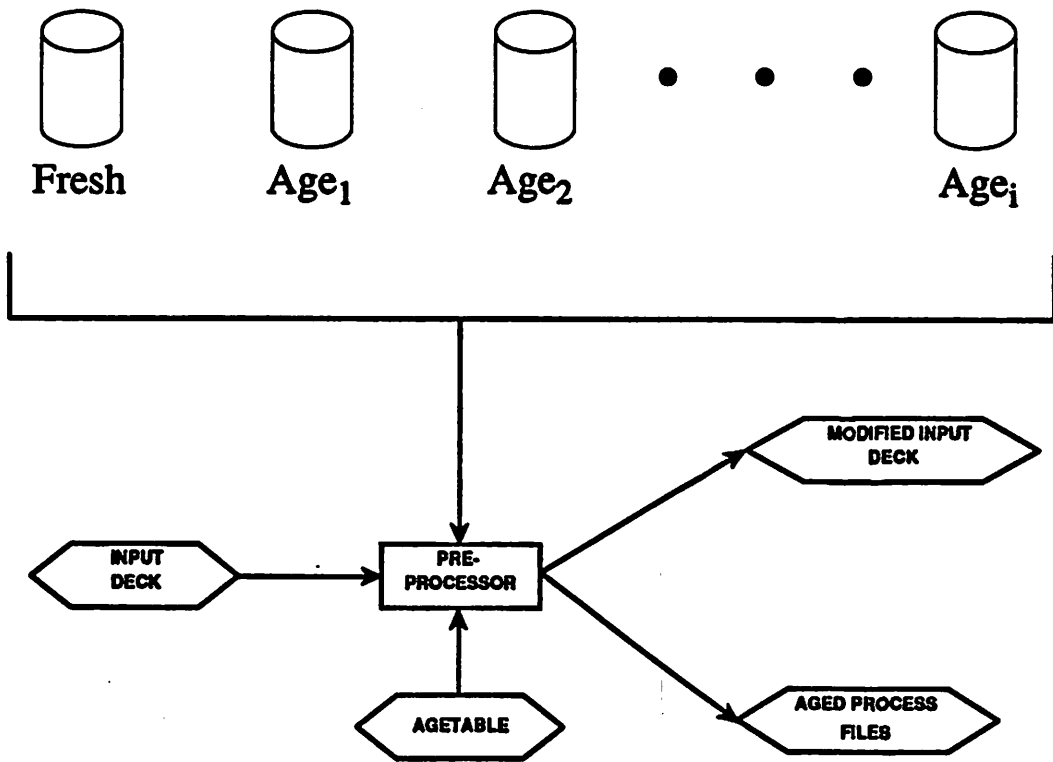 Fresh
Age1
Age2
Agei
MODIFIED INPUT
DECK
INPUT
DECK
PRE-
PROCESSOR
AGETABLE
AGED PROCESS
FILES